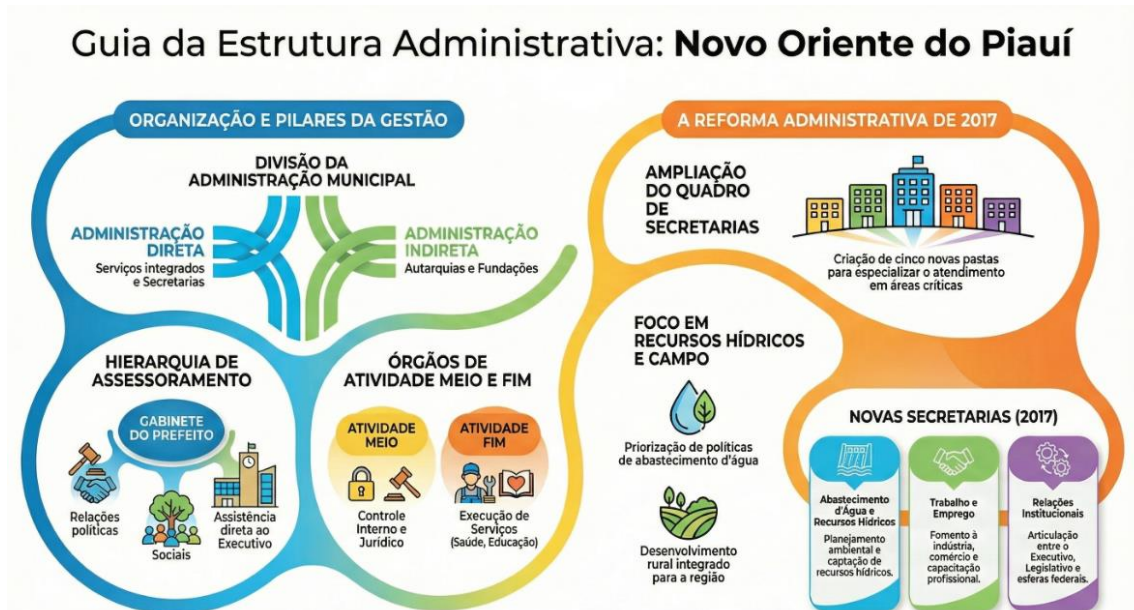 Guia da Estrutura Administrativa: Novo Oriente do Piauí
ORGANIZAÇÃO E PILARES DA GESTÃO
DIVISÃO DA
ADMINISTRAÇÃO MUNICIPAL
ADMINISTRAÇÃO
DIRETA
Serviços integrados
e Secretarias
ADMINISTRAÇÃO
INDIRETA
Autarquias e Fundações
HIERARQUIA DE
ASSESSORAMENTO
GABINETE
DO PREFEITO
Relações
políticas
Sociais
Assistência
direta ao
Executivo
ÓRGÃOS DE
ATIVIDADE MEIO E FIM
ATIVIDADE
MEIO
Controle
Interno e
Jurídico
ATIVIDADE
FIM
Execução de
Serviços
(Saúde, Educação)
A REFORMA ADMINISTRATIVA DE 2017
AMPLIAÇÃO
DO QUADRO
DE
SECRETARIAS
Criação de cinco novas pastas
para especializar o atendimento
em áreas críticas
FOCO EM
RECURSOS HÍDRICOS
E CAMPO
Priorização de políticas
de abastecimento d'água
Desenvolvimento
rural integrado
para a região
NOVAS SECRETARIAS (2017)
Abastecimento
d'Água e
Recursos Hídricos
Planejamento
ambiental e
captação de
recursos hídricos.
Trabalho e
Emprego
Fomento à
indústria,
comércio e
capacitação
profissional.
Relações
Institucionais
Articulação
entre o
Executivo,
Legislativo e
esferas federais.